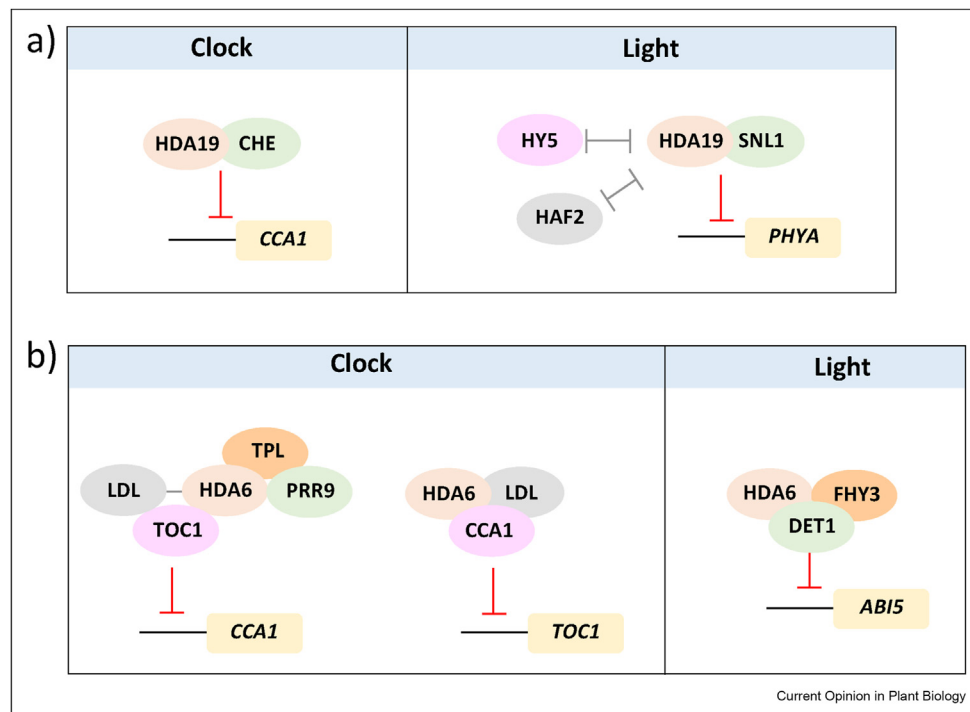 a)
Clock
Light
HDA19 CHE
CCA1
HY5
HAF2
HDA19 SNL1
PHYA
b)
Clock
Light
TPL
LDL HDA6 PRR9
TOC1
CCA1
HDA6 LDL
CCA1
TOC1
HDA6 FHY3
DET1
ABI5
Current Opinion in Plant Biology